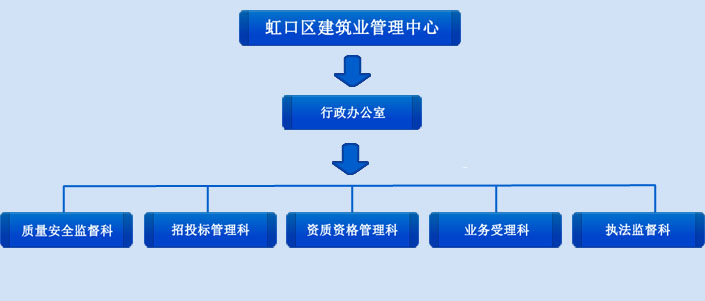 虹口区建筑业管理中心
行政办公室
质量安全监督科
招投标管理科
资质资格管理科
业务受理科
执法监督科